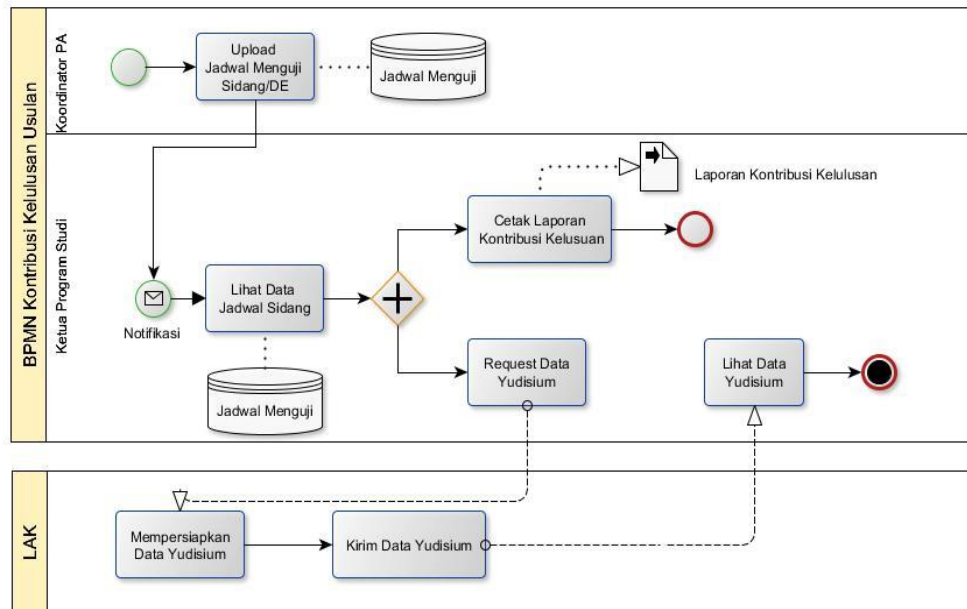 BPMN Kontribusi Kelulusan Usulan
Koordinator PA
Upload
Jadwal Menguji
Sidang/DE
Jadwal Menguji
Ketua Program Studi
Laporan Kontribusi Kelulusan
Cetak Laporan
Kontribusi Kelusuan
Notifikasi
Lihat Data
Jadwal Sidang
Jadwal Menguji
Request Data
Yudisium
Lihat Data
Yudisium
LAK
Mempersiapkan
Data Yudisium
Kirim Data Yudisium